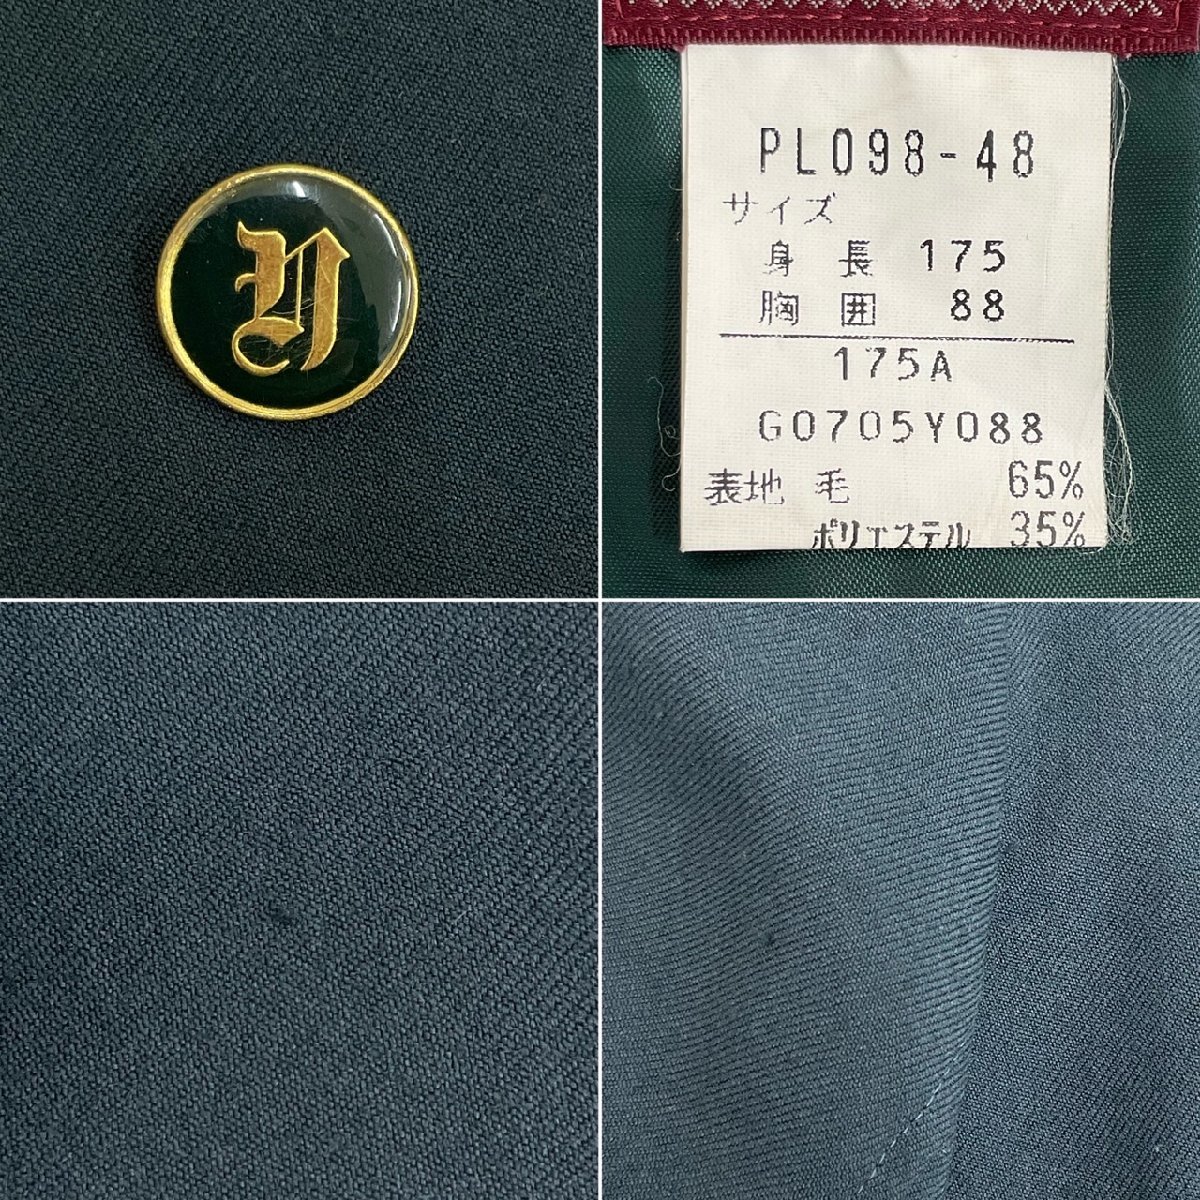 Y
PL098-48
サイズ
身長 175
胸囲 88
175A
G0705Y088
表地 毛 65%
ポリエステル 35%